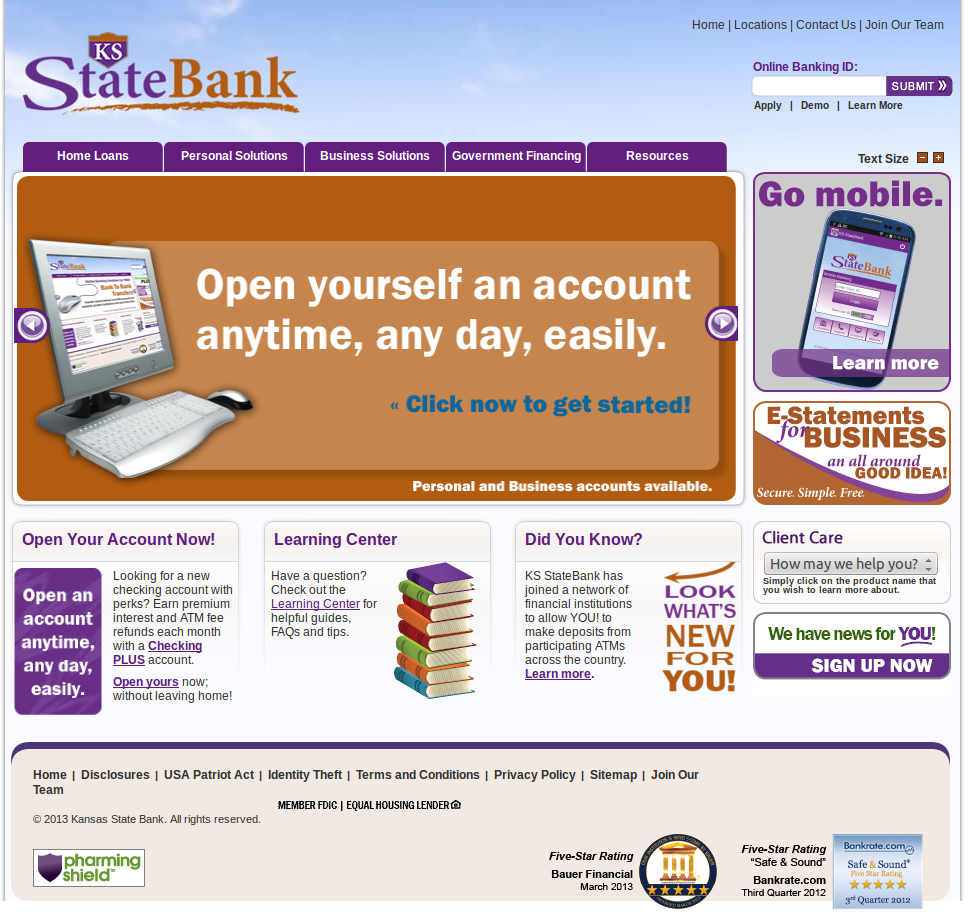 Home | Locations | Contact Us | Join Our Team
KS
StateBank
Online Banking ID:
SUBMIT »
Apply | Demo | Learn More
Home Loans
Personal Solutions
Business Solutions
Government Financing
Resources
Text Size - +
Open yourself an account
anytime, any day, easily.
« Click now to get started!
Personal and Business accounts available.
Go mobile.
KS
StateBank
Login
Learn more
E-Statements
for BUSINESS
an all around
GOOD IDEA!
Secure. Simple. Free.
Open Your Account Now!
Open an
account
anytime,
any day,
easily.
Looking for a new
checking account with
perks? Earn premium
interest and ATM fee
refunds each month
with a Checking
PLUS account.
Open yours now;
without leaving home!
Learning Center
Have a question?
Check out the
Learning Center for
helpful guides,
FAQs and tips.
Did You Know?
KS StateBank has
joined a network of
financial institutions
to allow YOU! to
make deposits from
participating ATMs
across the country.
Learn more.
LOOK
WHAT'S
NEW
FOR
YOU!
Client Care
How may we help you?
Simply click on the product name that
you wish to learn more about.
We have news for YOU!
SIGN UP NOW
Home | Disclosures | USA Patriot Act | Identity Theft | Terms and Conditions | Privacy Policy | Sitemap | Join Our
Team
MEMBER FDIC | EQUAL HOUSING LENDER
© 2013 Kansas State Bank. All rights reserved.
pharming
shield™
Five-Star Rating
Bauer Financial
March 2013
Five-Star Rating
"Safe & Sound"
Bankrate.com
Third Quarter 2012
Bankrate.com
Safe & Sound®
Five Star Rating
3rd Quarter 2012